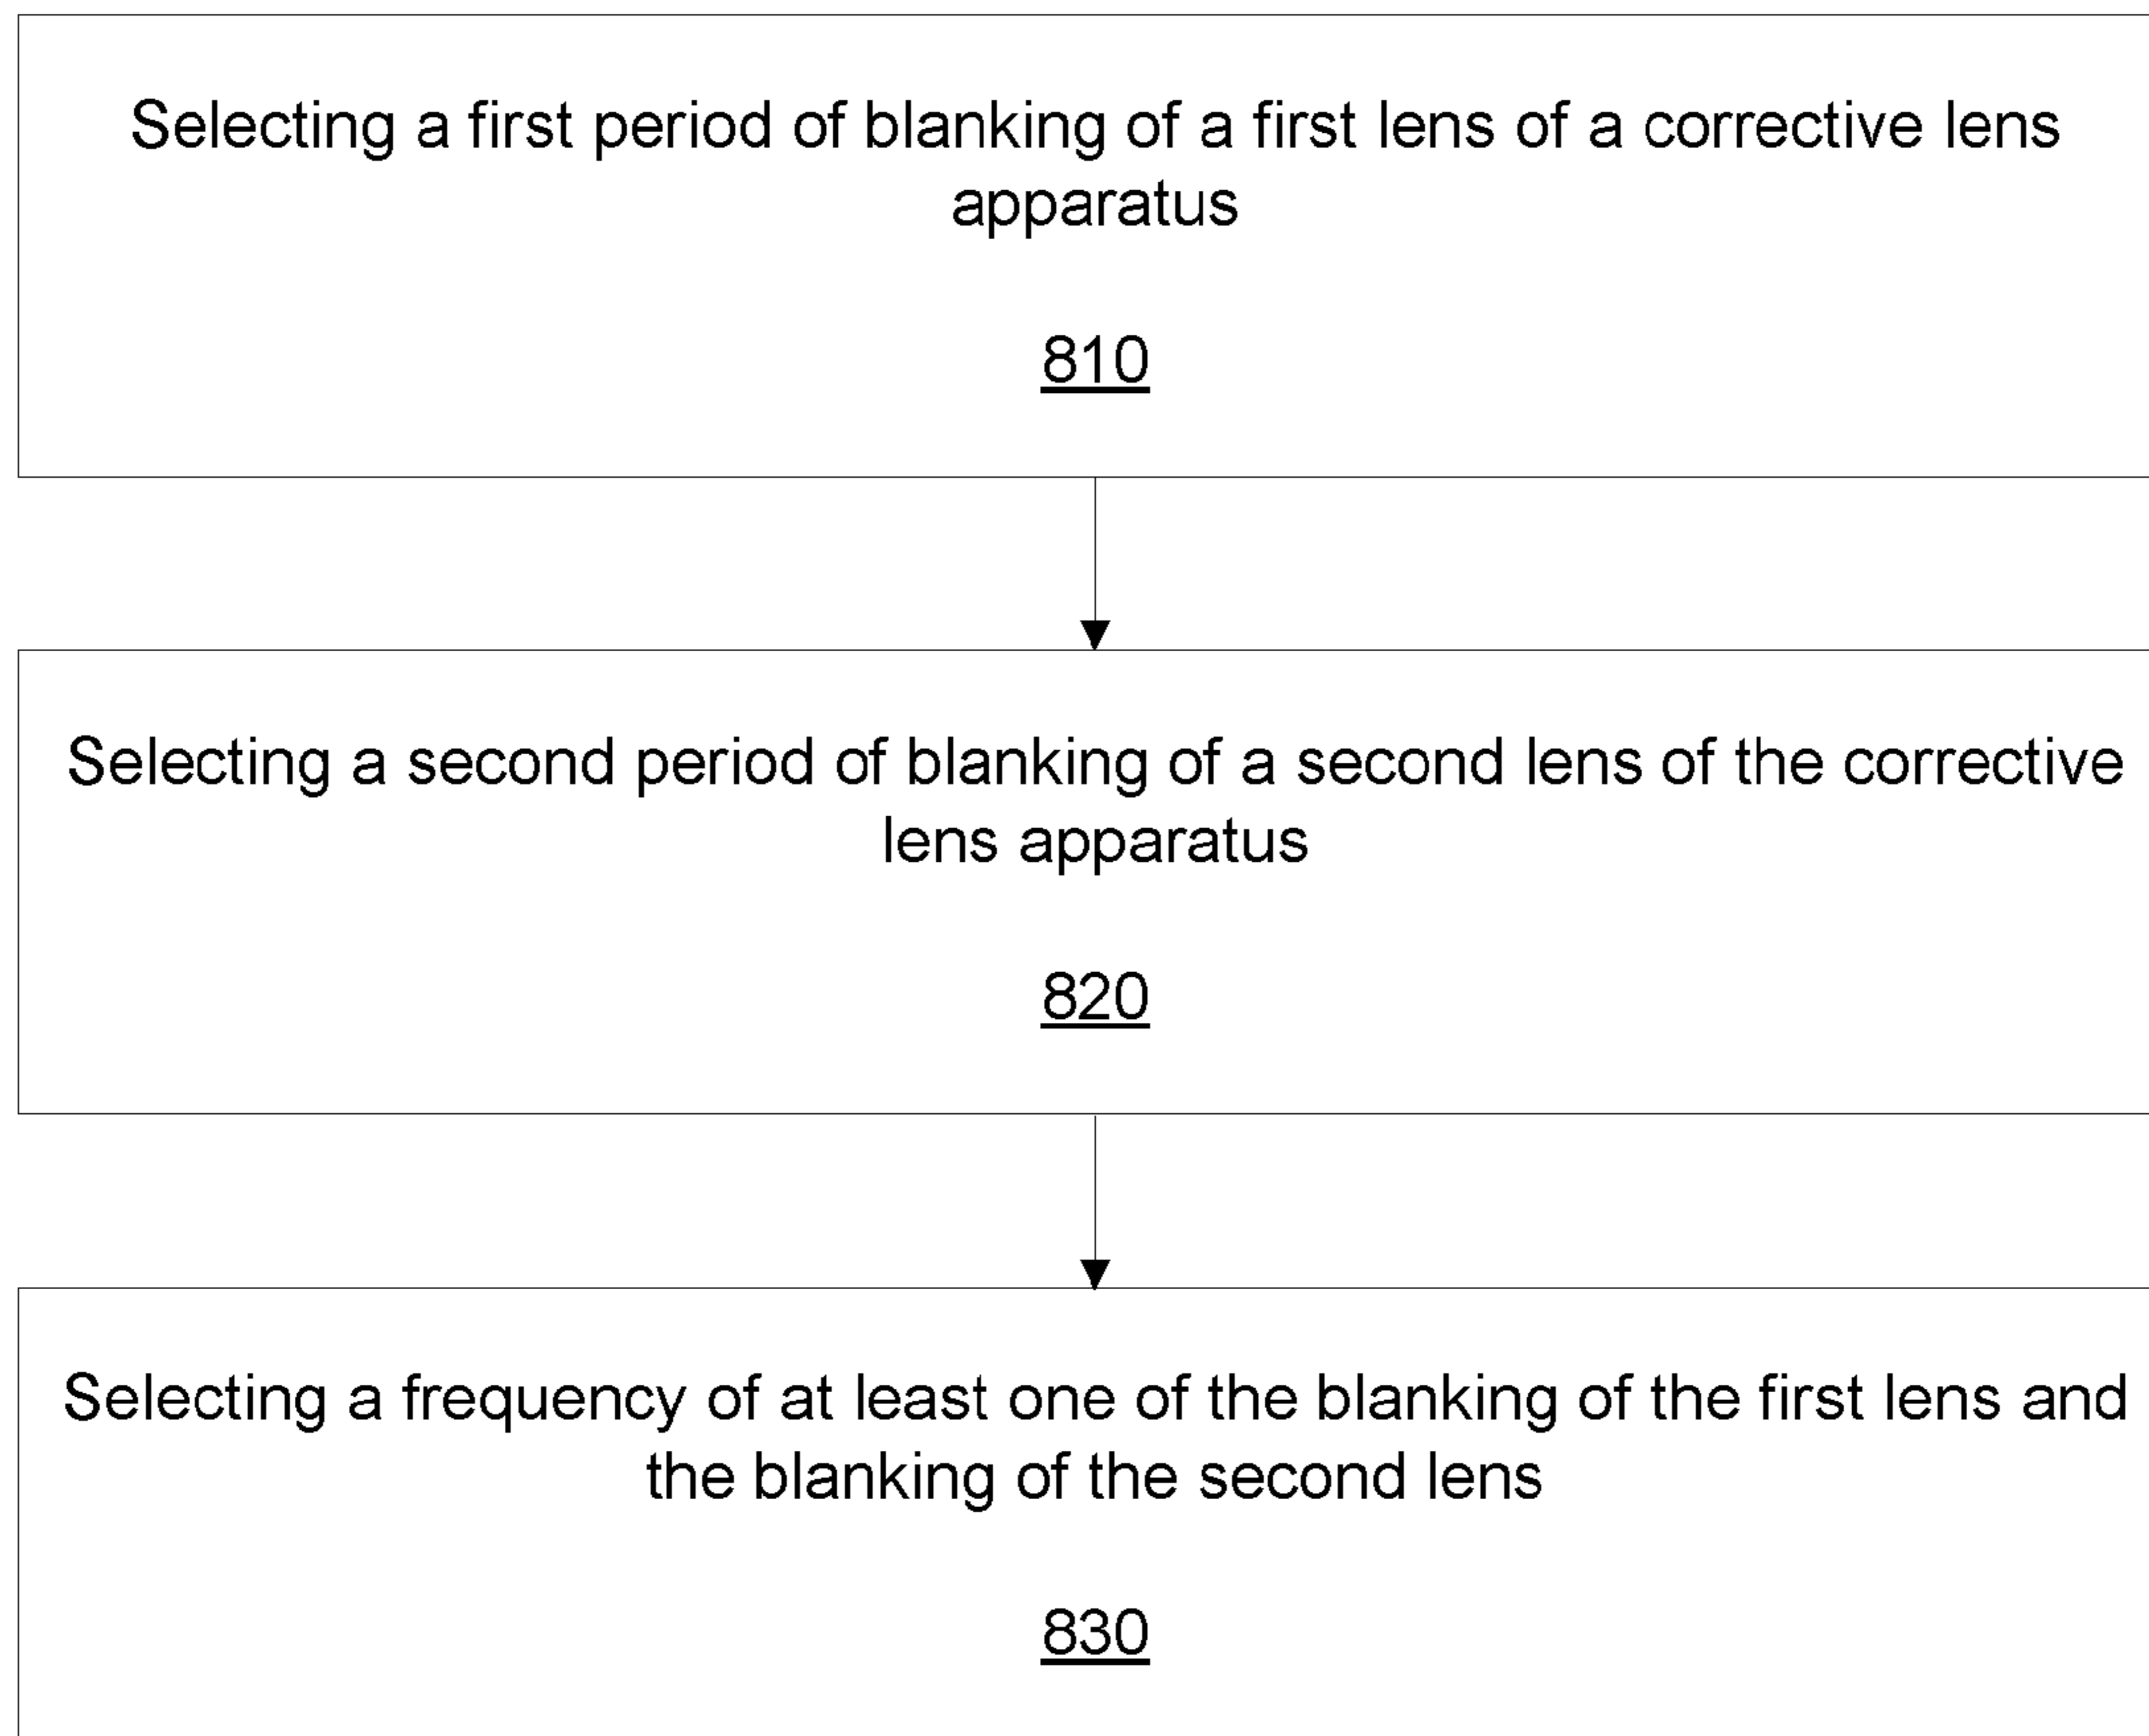 Selecting a first period of blanking of a first lens of a corrective lens
apparatus
810
Selecting a second period of blanking of a second lens of the corrective
lens apparatus
820
Selecting a frequency of at least one of the blanking of the first lens and
the blanking of the second lens
830